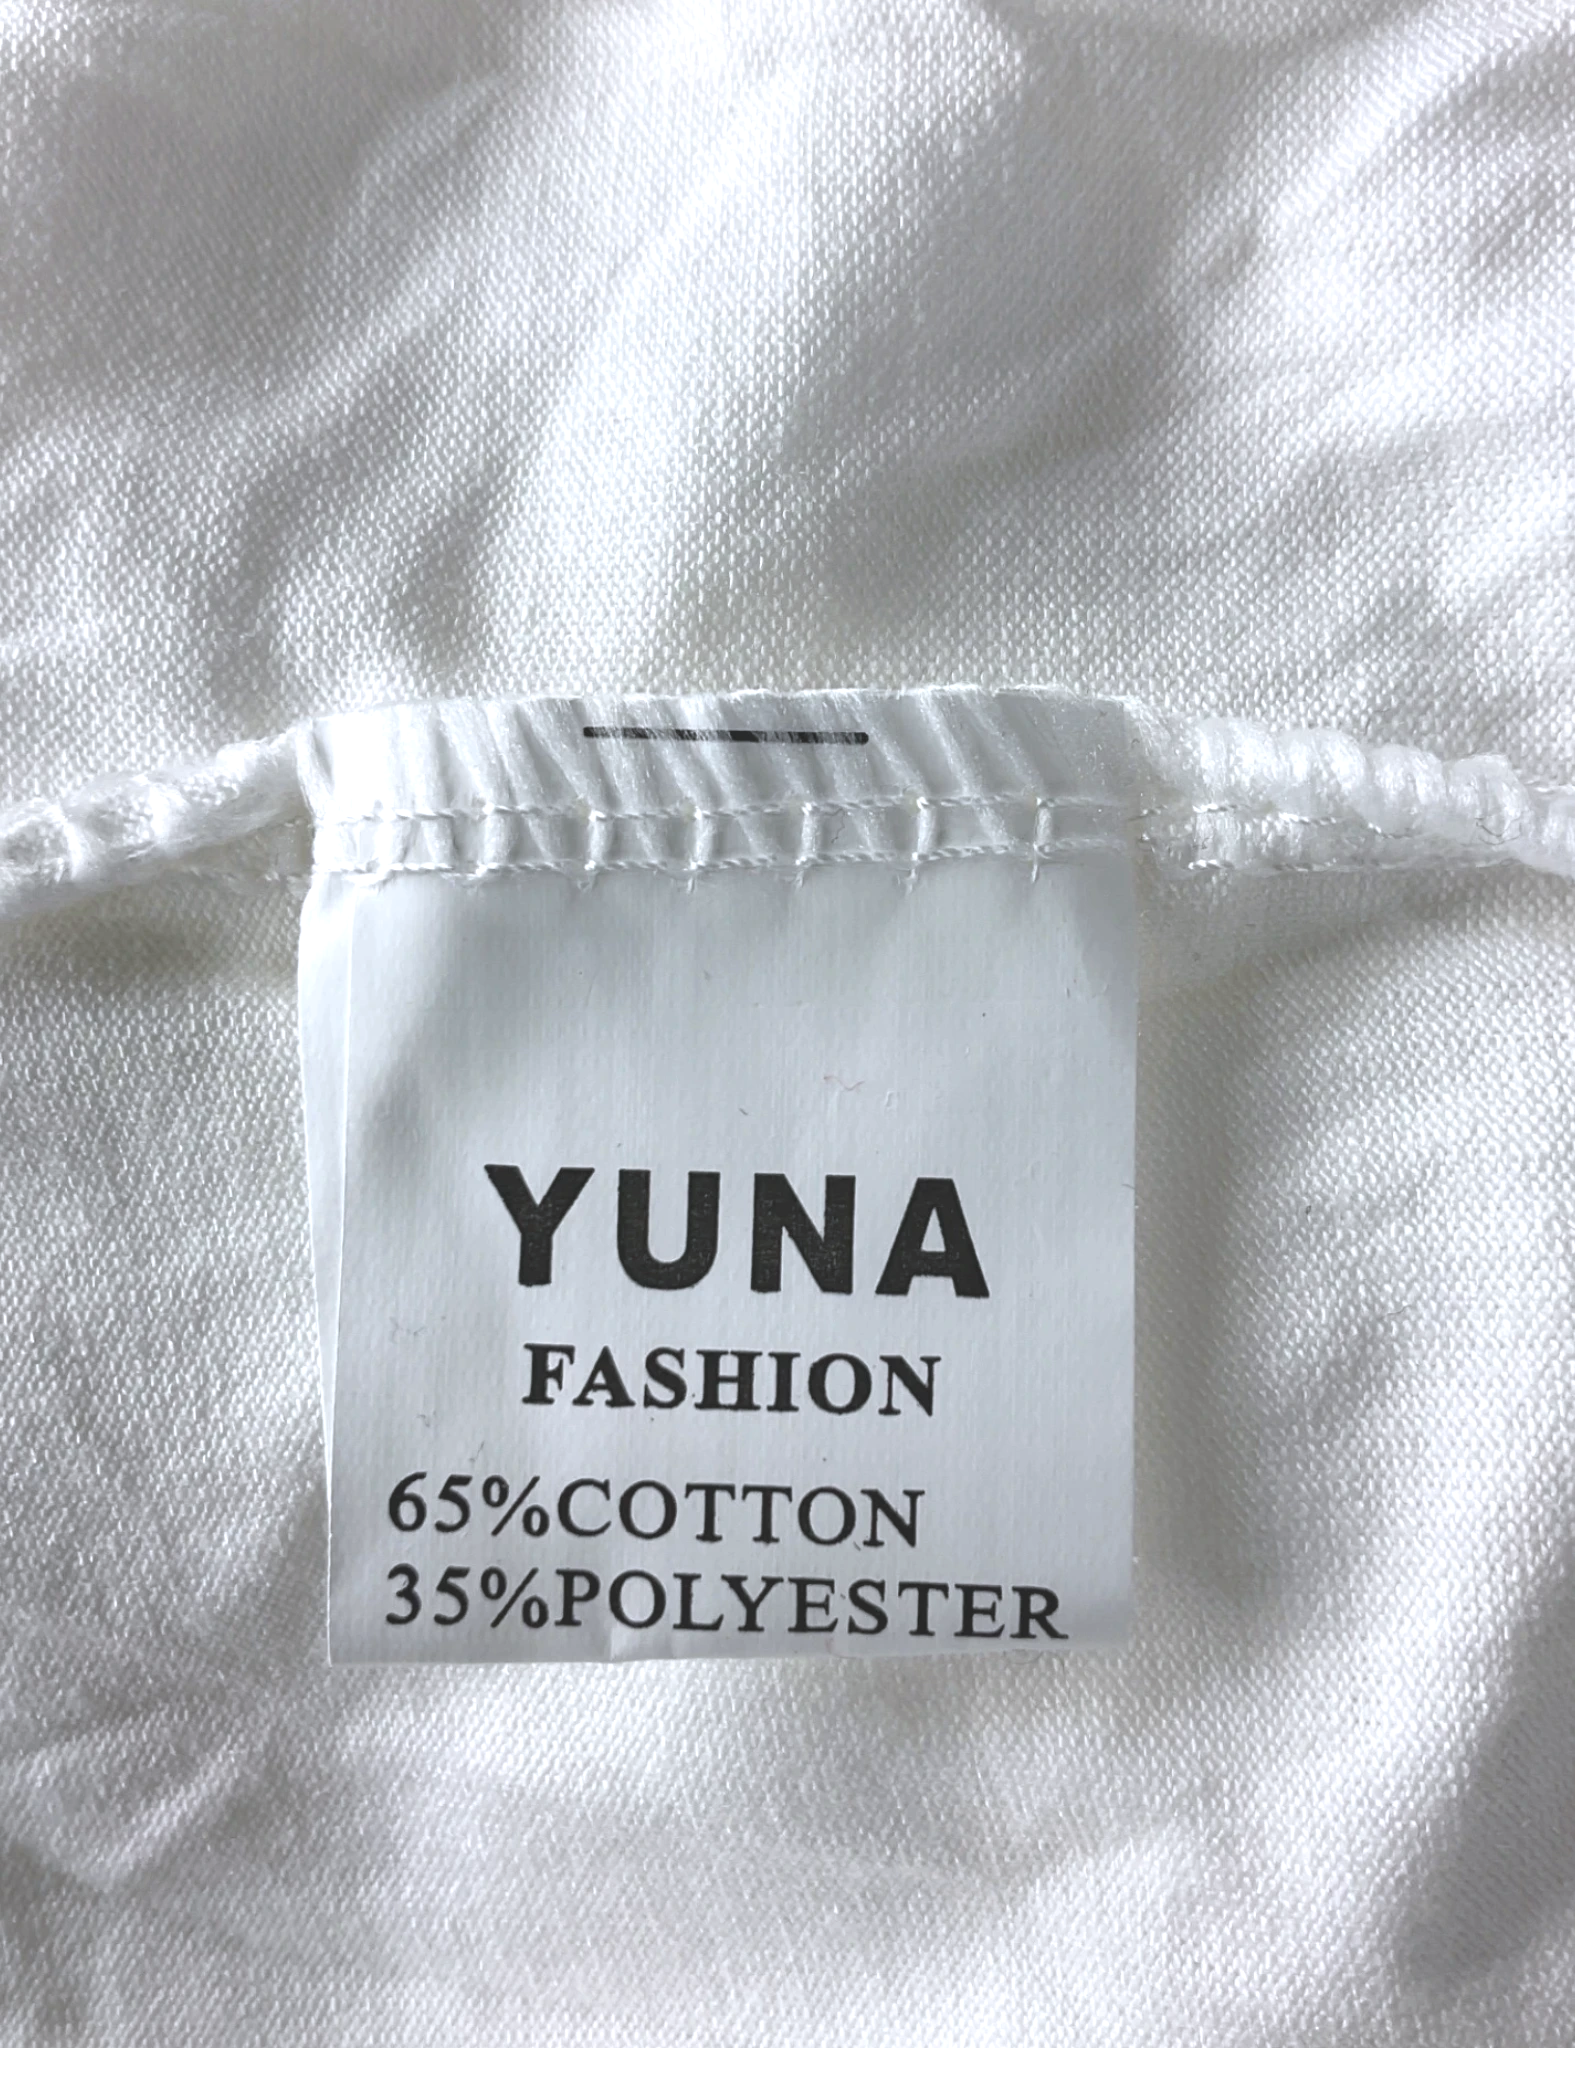 YUNA
FASHION
65%COTTON
35%POLYESTER